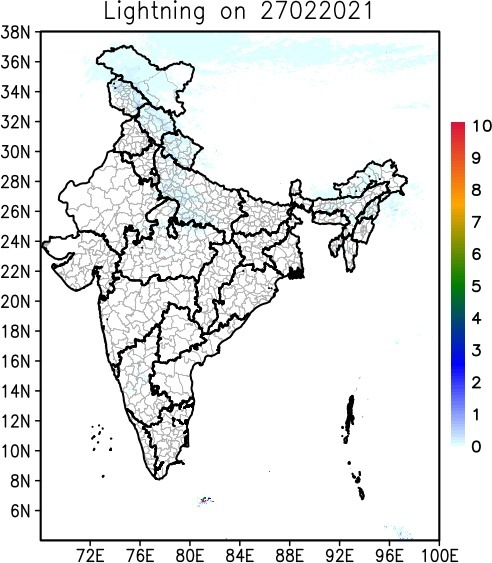 Lightning on 27022021
38N
36N
34N
32N
30N
28N
26N
24N
22N
20N
18N
16N
14N
12N
10N
8N
6N
72E 76E 80E 84E 88E 92E 96E 100E
10
9
8
7
6
5
4
3
2
1
0